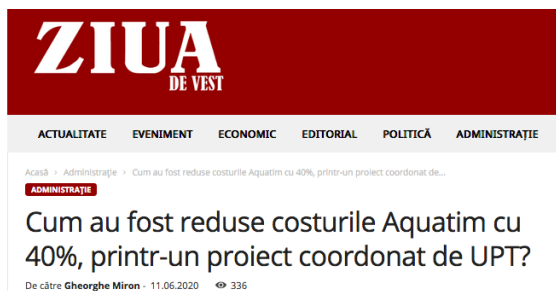 ZIUA
DE VEST
ACTUALITATE EVENIMENT ECONOMIC EDITORIAL POLITICĂ ADMINISTRAȚIE
Acasă › Administrație › Cum au fost reduse costurile Aquatim cu 40%, printr-un proiect coordonat de...
ADMINISTRAȚIE
Cum au fost reduse costurile Aquatim cu
40%, printr-un proiect coordonat de UPT?
De către Gheorghe Miron - 11.06.2020 336